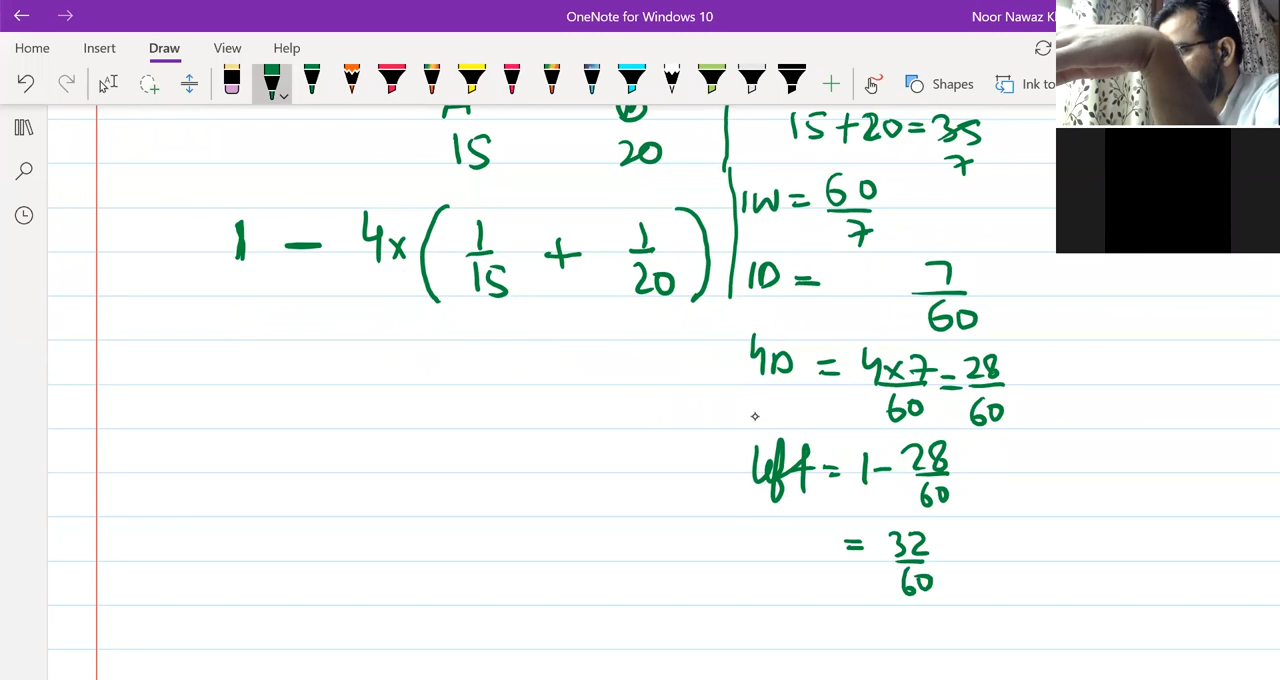 OneNote for Windows 10
Noor Nawaz K
Home Insert Draw View Help
Shapes
Ink to
A B
15 20
1 - 4x(1/15 + 1/20)
15+20=35
7
1W = 60/7
1D = 7/60
4D = 4x7/60 = 28/60
left = 1 - 28/60
= 32/60